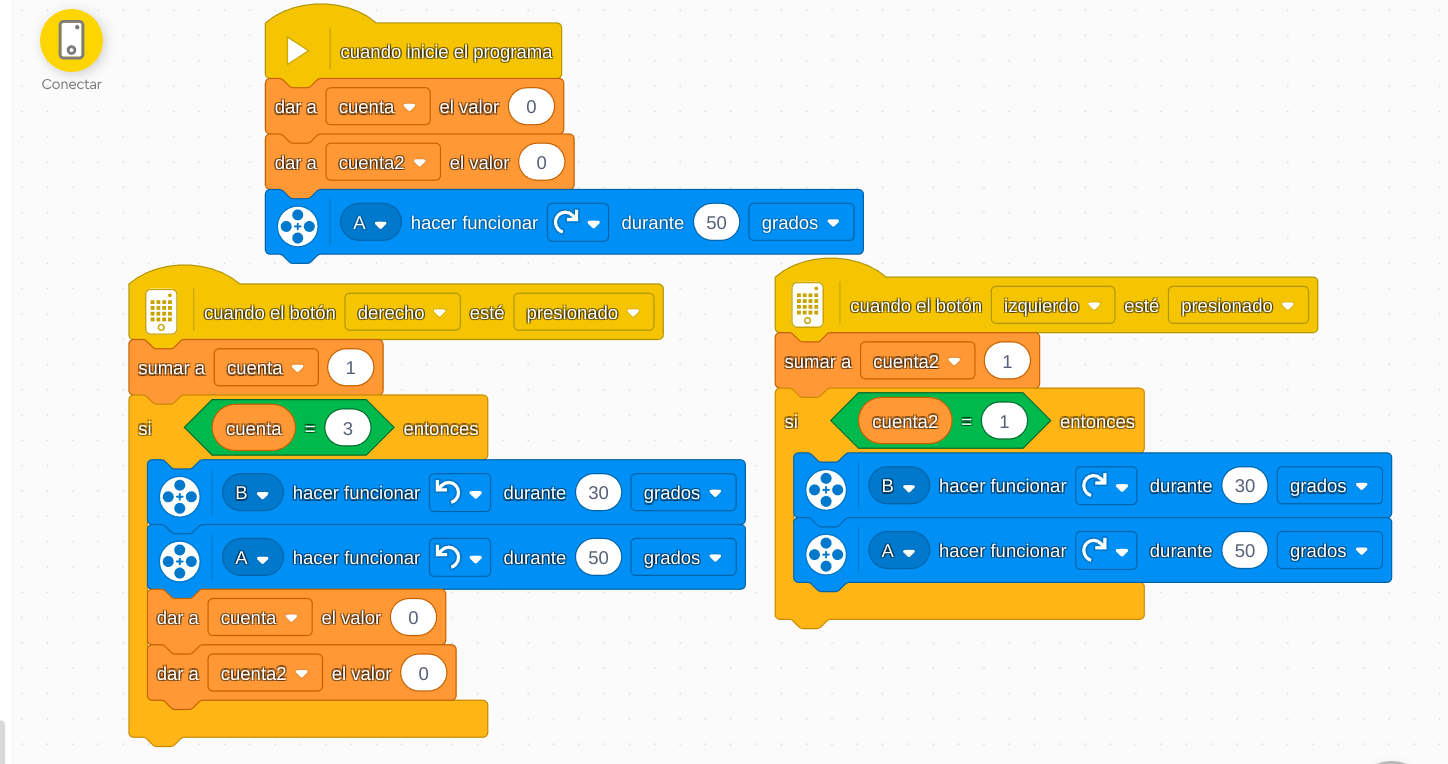 Conectar
cuando inicie el programa
dar a cuenta el valor 0
dar a cuenta2 el valor 0
A hacer funcionar durante 50 grados
cuando el botón derecho esté presionado
sumar a cuenta 1
si cuenta = 3 entonces
B hacer funcionar durante 30 grados
A hacer funcionar durante 50 grados
dar a cuenta el valor 0
dar a cuenta2 el valor 0
cuando el botón izquierdo esté presionado
sumar a cuenta2 1
si cuenta2 = 1 entonces
B hacer funcionar durante 30 grados
A hacer funcionar durante 50 grados